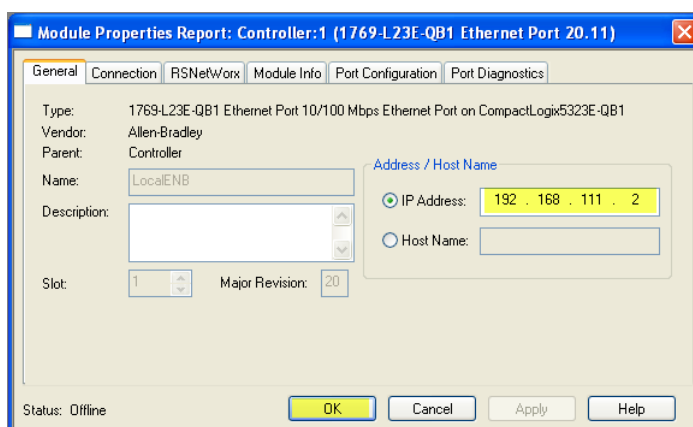 Module Properties Report: Controller:1 (1769-L23E-QB1 Ethernet Port 20.11)
General Connection RSNetWorx Module Info Port Configuration Port Diagnostics
Type: 1769-L23E-QB1 Ethernet Port 10/100 Mbps Ethernet Port on CompactLogix5323E-QB1
Vendor: Allen-Bradley
Parent: Controller
Name: LocalENB
Description:
Address / Host Name
IP Address: 192 . 168 . 111 . 2
Host Name:
Slot: 1 Major Revision: 20
Status: Offline OK Cancel Apply Help